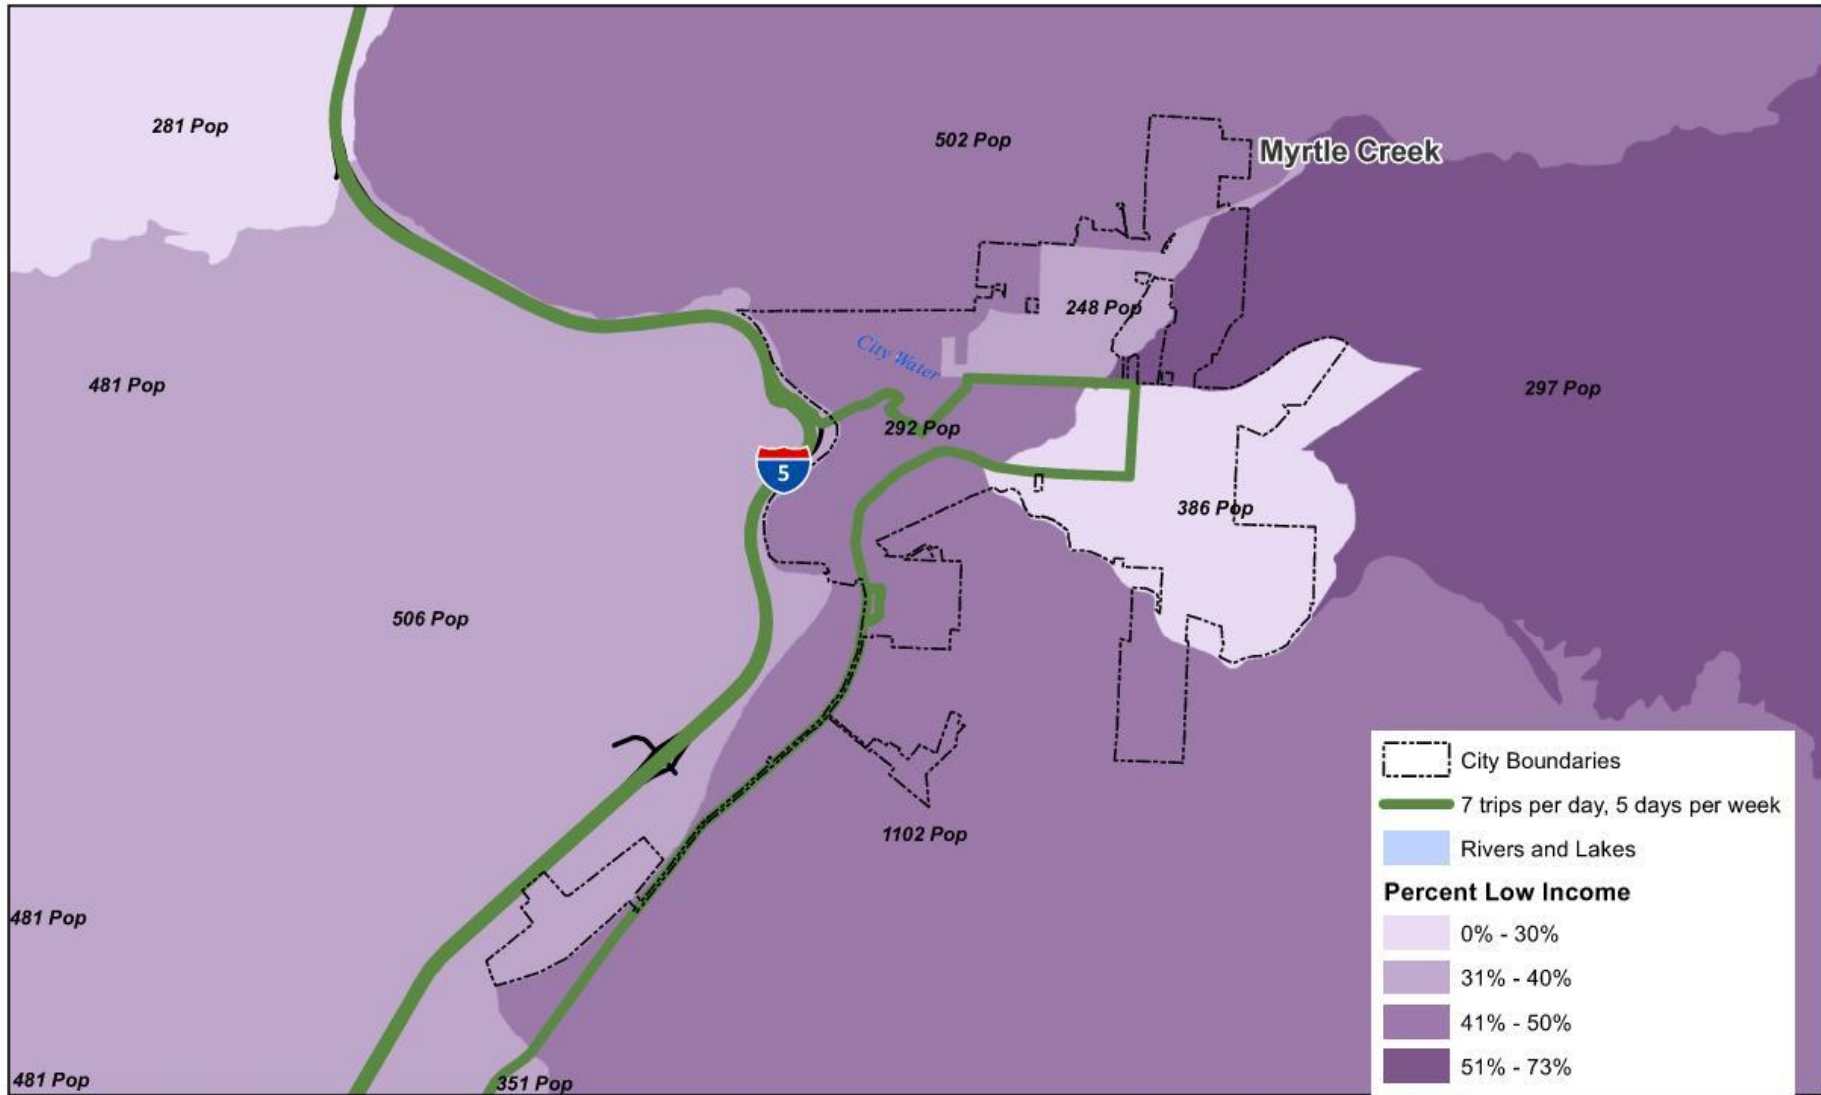 281 Pop
502 Pop
Myrtle Creek
248 Pop
City Water
481 Pop
297 Pop
292 Pop
5
386 Pop
506 Pop
1102 Pop
481 Pop
481 Pop
351 Pop
City Boundaries
7 trips per day, 5 days per week
Rivers and Lakes
Percent Low Income
0% - 30%
31% - 40%
41% - 50%
51% - 73%